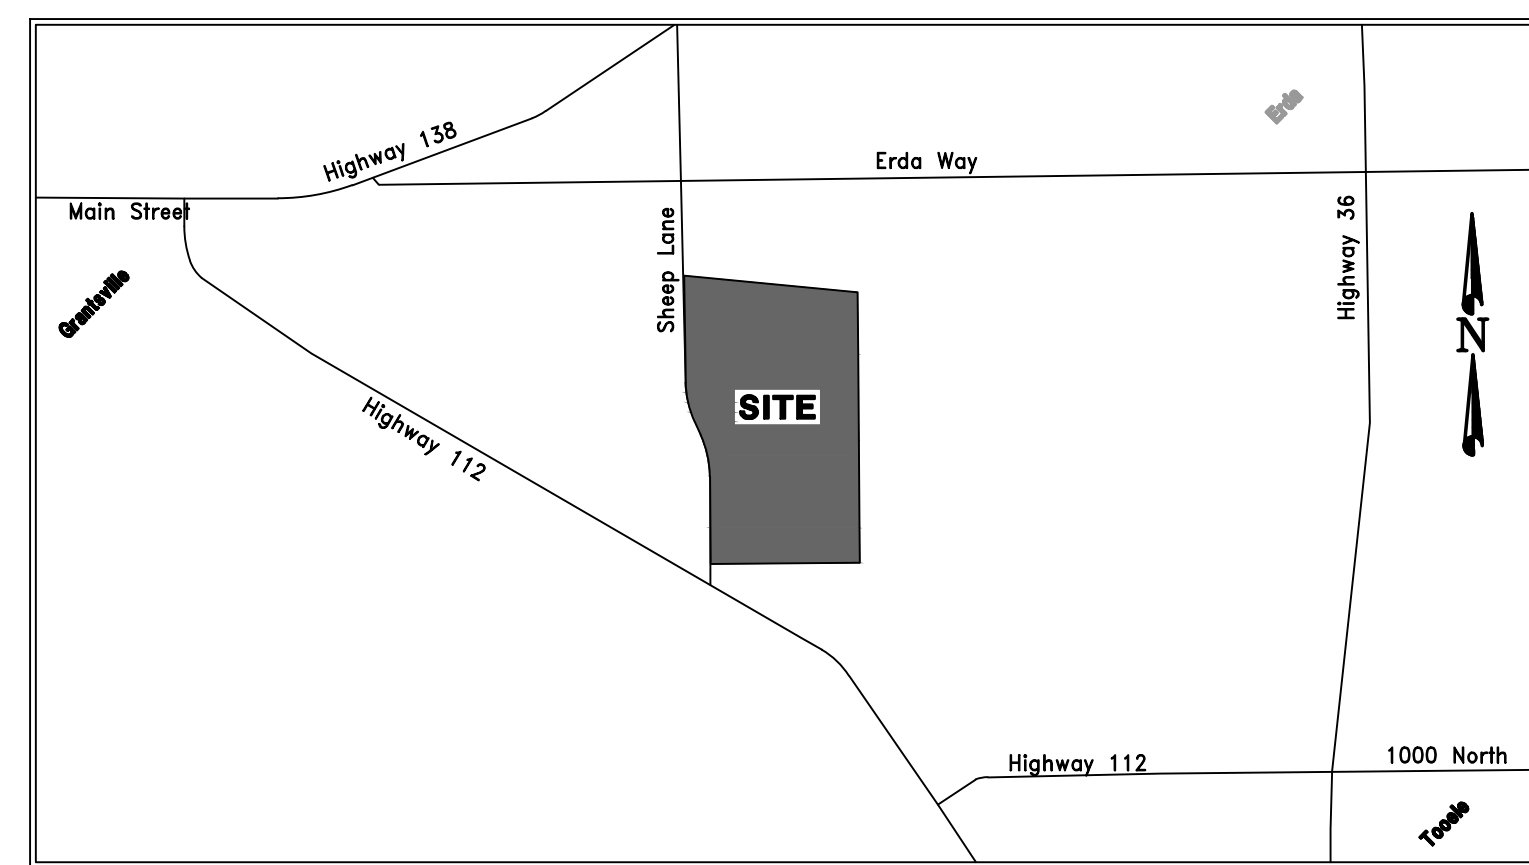 Erda
Highway 138
Erda Way
Main Street
Sheep Lane
Highway 36
Grantsville
N
SITE
Highway 112
Highway 112
1000 North
Tooele